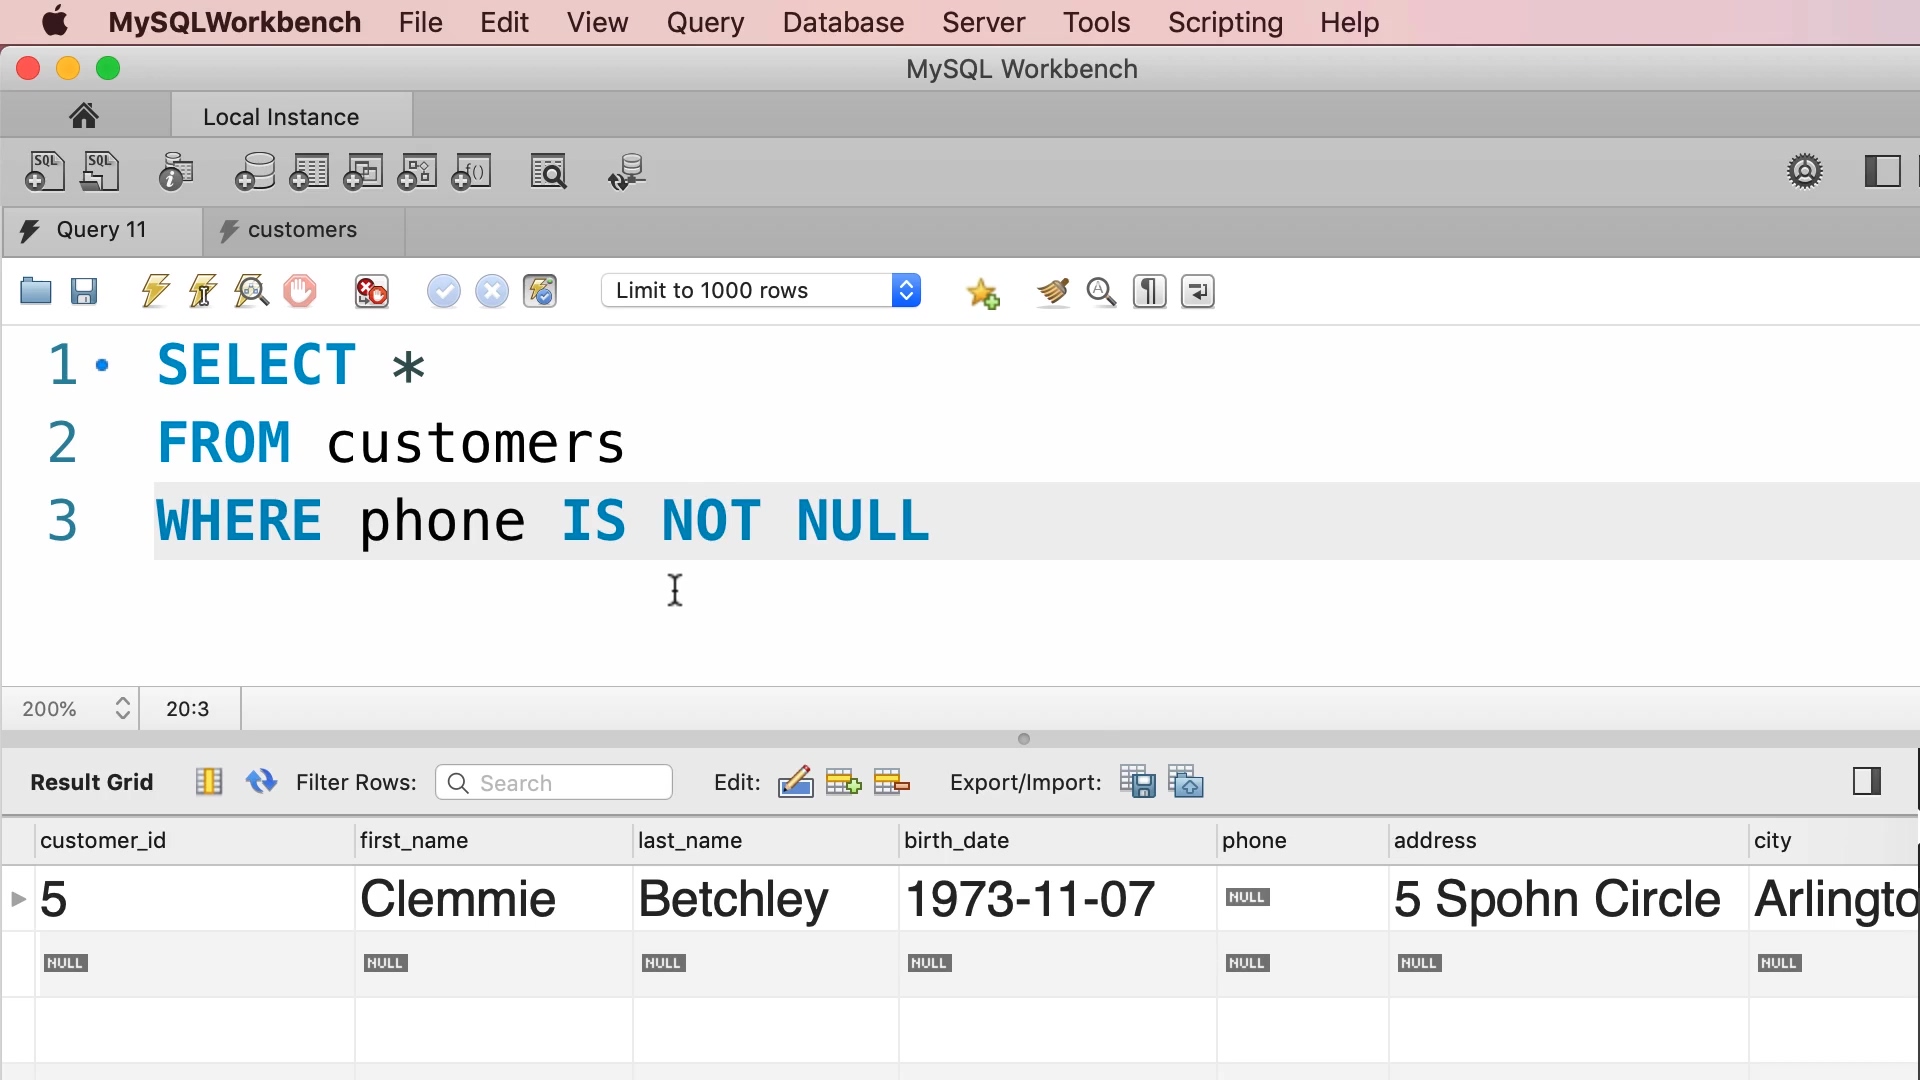 MySQLWorkbench File Edit View Query Database Server Tools Scripting Help
MySQL Workbench
Local Instance
SQL SQL f()
Query 11 customers
Limit to 1000 rows
1 SELECT *
2 FROM customers
3 WHERE phone IS NOT NULL
200% 20:3
Result Grid Filter Rows: Search Edit: Export/Import:
customer_id first_name last_name birth_date phone address city
5 Clemmie Betchley 1973-11-07 NULL 5 Spohn Circle Arlingto
NULL NULL NULL NULL NULL NULL NULL